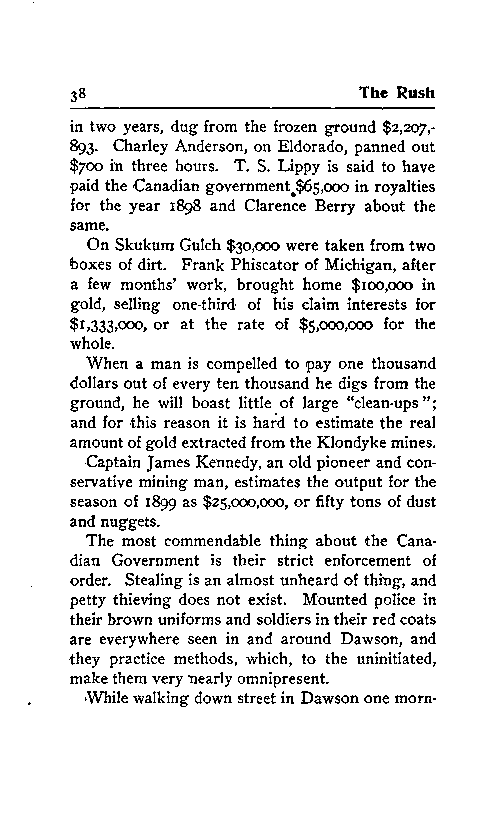 38 The Rush
in two years, dug from the frozen ground $2,207,-
893. Charley Anderson, on Eldorado, panned out
$700 in three hours. T. S. Lippy is said to have
paid the Canadian government $65,000 in royalties
for the year 1898 and Clarence Berry about the
same.
On Skukum Gulch $30,000 were taken from two
boxes of dirt. Frank Phiscator of Michigan, after
a few months' work, brought home $100,000 in
gold, selling one-third of his claim interests for
$1,333,000, or at the rate of $5,000,000 for the
whole.
When a man is compelled to pay one thousand
dollars out of every ten thousand he digs from the
ground, he will boast little of large "clean-ups";
and for this reason it is hard to estimate the real
amount of gold extracted from the Klondyke mines.
Captain James Kennedy, an old pioneer and con-
servative mining man, estimates the output for the
season of 1899 as $25,000,000, or fifty tons of dust
and nuggets.
The most commendable thing about the Cana-
dian Government is their strict enforcement of
order. Stealing is an almost unheard of thing, and
petty thieving does not exist. Mounted police in
their brown uniforms and soldiers in their red coats
are everywhere seen in and around Dawson, and
they practice methods, which, to the uninitiated,
make them very nearly omnipresent.
While walking down street in Dawson one morn-